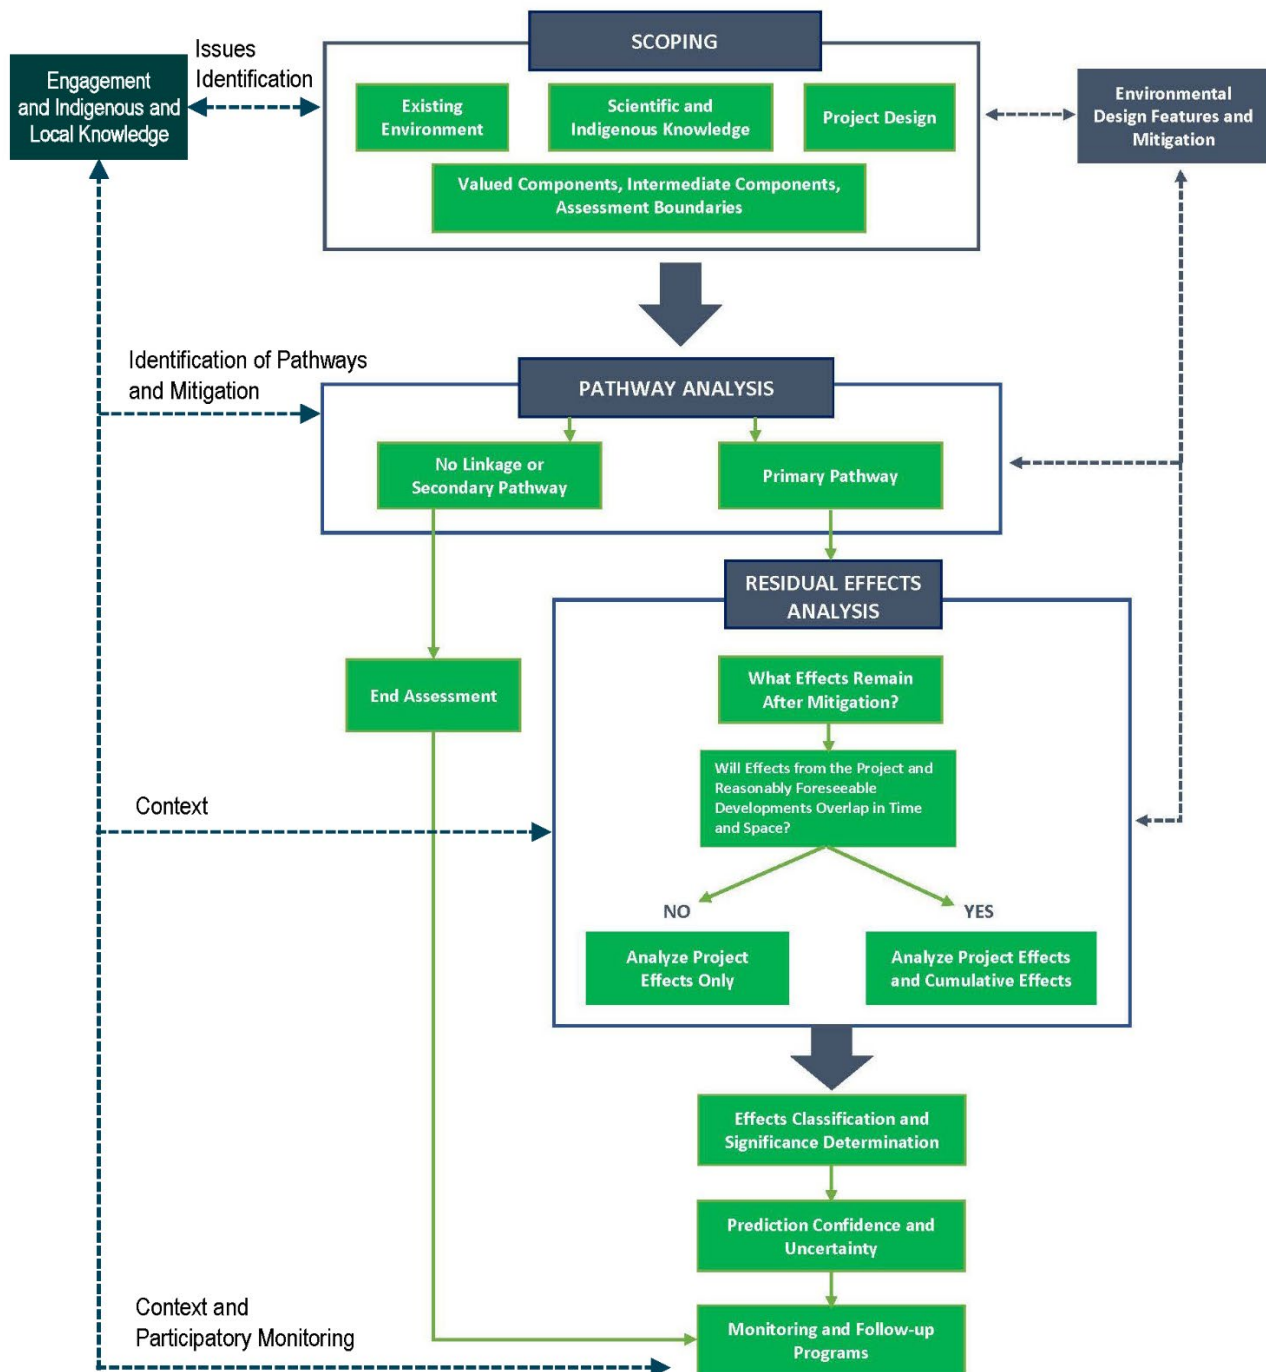 SCOPING
Issues
Identification
Engagement
and Indigenous and
Local Knowledge
Existing
Environment
Scientific and
Indigenous Knowledge
Project Design
Environmental
Design Features and
Mitigation
Valued Components, Intermediate Components,
Assessment Boundaries
Identification of Pathways
and Mitigation
PATHWAY ANALYSIS
No Linkage or
Secondary Pathway
Primary Pathway
RESIDUAL EFFECTS
ANALYSIS
End Assessment
What Effects Remain
After Mitigation?
Will Effects from the Project and
Reasonably Foreseeable
Developments Overlap in Time
and Space?
Context
NO
YES
Analyze Project
Effects Only
Analyze Project Effects
and Cumulative Effects
Effects Classification and
Significance Determination
Prediction Confidence and
Uncertainty
Context and
Participatory Monitoring
Monitoring and Follow-up
Programs